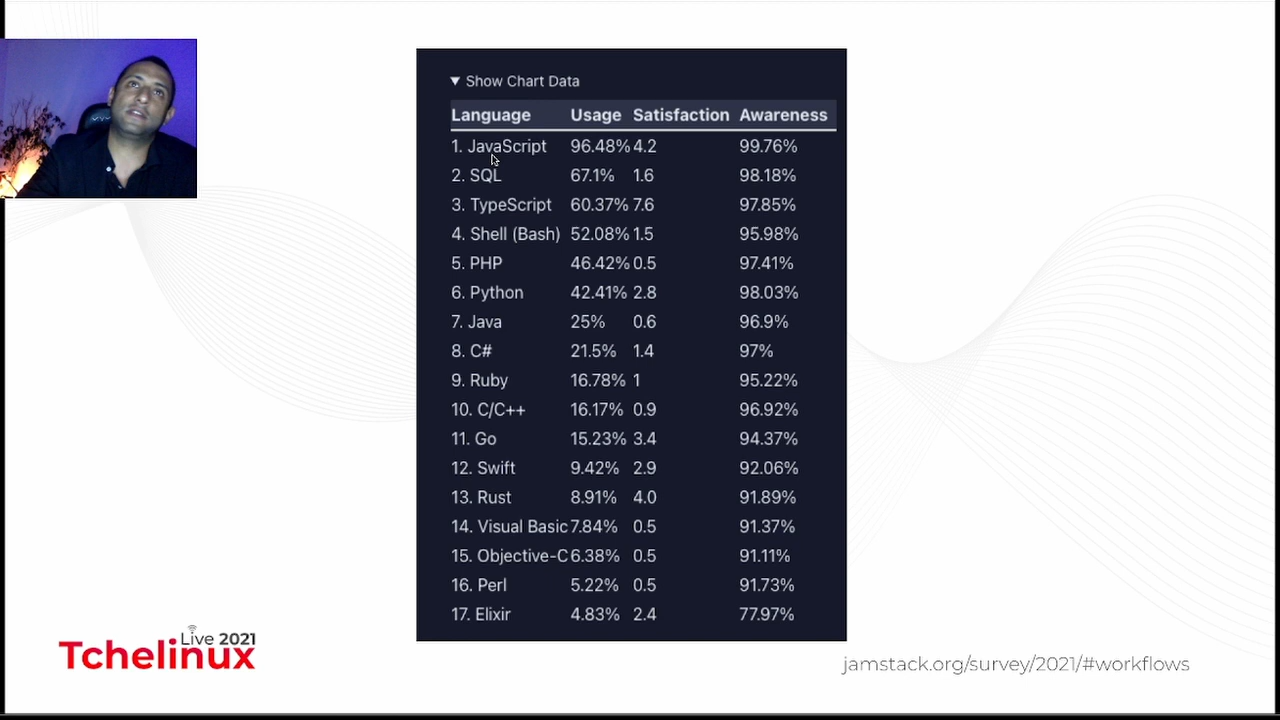 ▼ Show Chart Data
Language Usage Satisfaction Awareness
1. JavaScript 96.48% 4.2 99.76%
2. SQL 67.1% 1.6 98.18%
3. TypeScript 60.37% 7.6 97.85%
4. Shell (Bash) 52.08% 1.5 95.98%
5. PHP 46.42% 0.5 97.41%
6. Python 42.41% 2.8 98.03%
7. Java 25% 0.6 96.9%
8. C# 21.5% 1.4 97%
9. Ruby 16.78% 1 95.22%
10. C/C++ 16.17% 0.9 96.92%
11. Go 15.23% 3.4 94.37%
12. Swift 9.42% 2.9 92.06%
13. Rust 8.91% 4.0 91.89%
14. Visual Basic 7.84% 0.5 91.37%
15. Objective-C 6.38% 0.5 91.11%
16. Perl 5.22% 0.5 91.73%
17. Elixir 4.83% 2.4 77.97%
Live 2021
Tchelinux
jamstack.org/survey/2021/#workflows